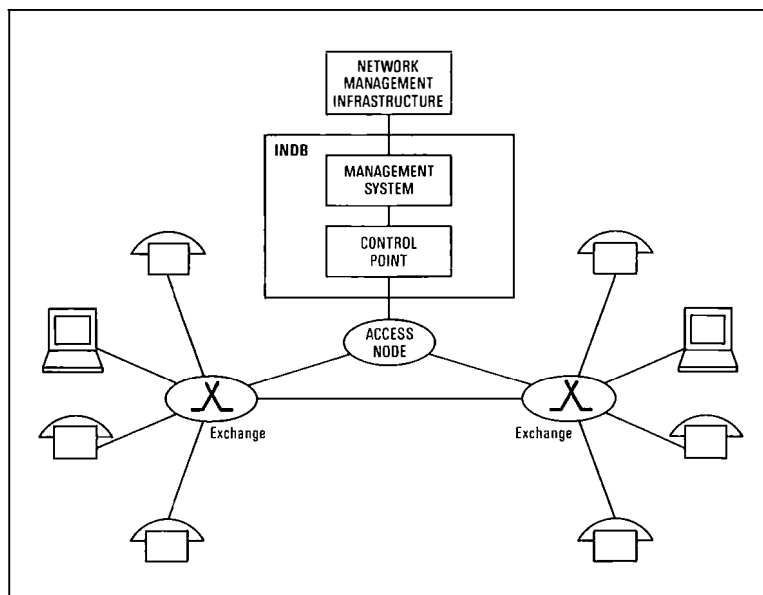 NETWORK
MANAGEMENT
INFRASTRUCTURE
INDB
MANAGEMENT
SYSTEM
CONTROL
POINT
ACCESS
NODE
Exchange
Exchange